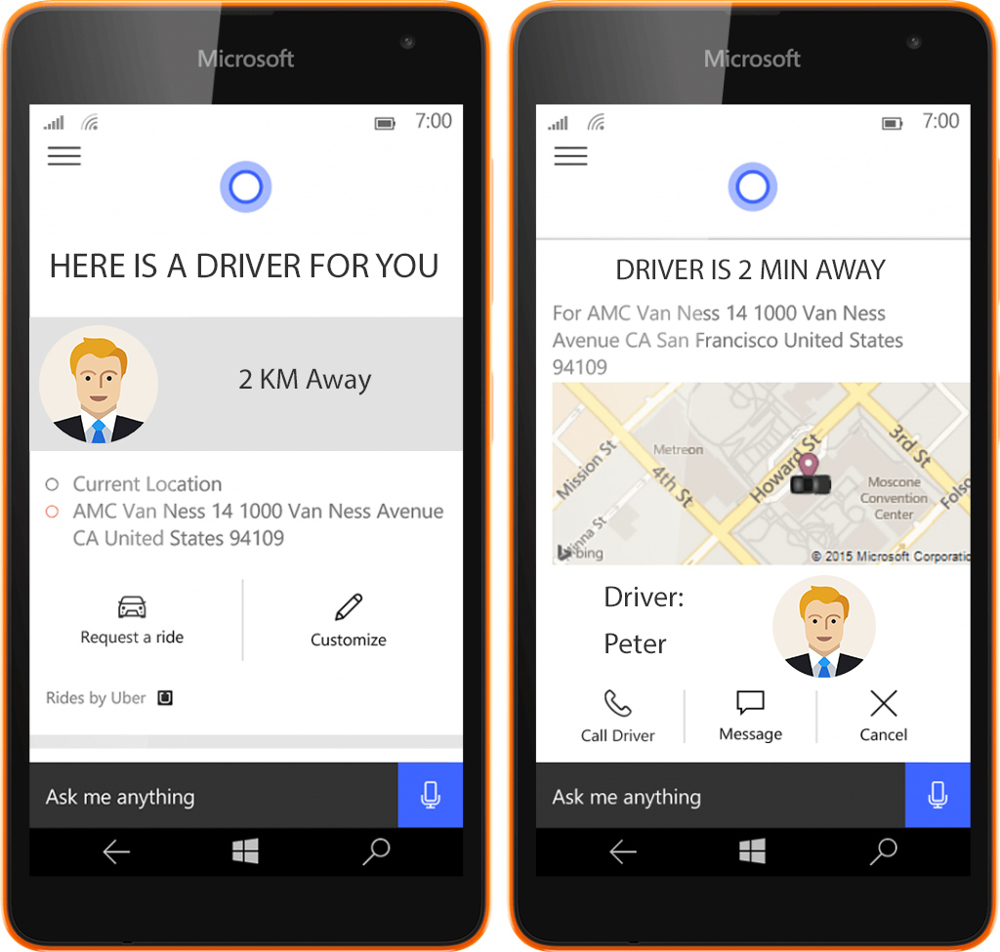 Microsoft
7:00
HERE IS A DRIVER FOR YOU
2 KM Away
Current Location
AMC Van Ness 14 1000 Van Ness Avenue
CA United States 94109
Request a ride
Customize
Rides by Uber
Ask me anything
Microsoft
7:00
DRIVER IS 2 MIN AWAY
For AMC Van Ness 14 1000 Van Ness
Avenue CA San Francisco United States
94109
Mission St
Metreon
4th St
Howard St
3rd St
Moscone
Convention
Center
Folso
Minna St
bing
© 2015 Microsoft Corporatio
Driver:
Peter
Call Driver
Message
Cancel
Ask me anything